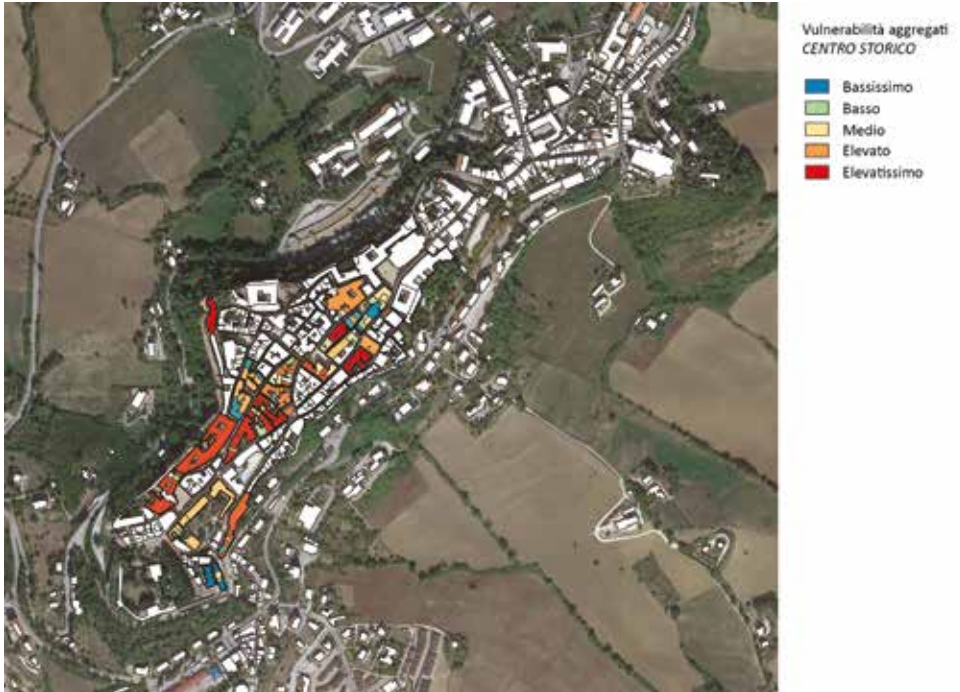 Vulnerabilità aggregati
CENTRO STORICO
Bassissimo
Basso
Medio
Elevato
Elevatissimo